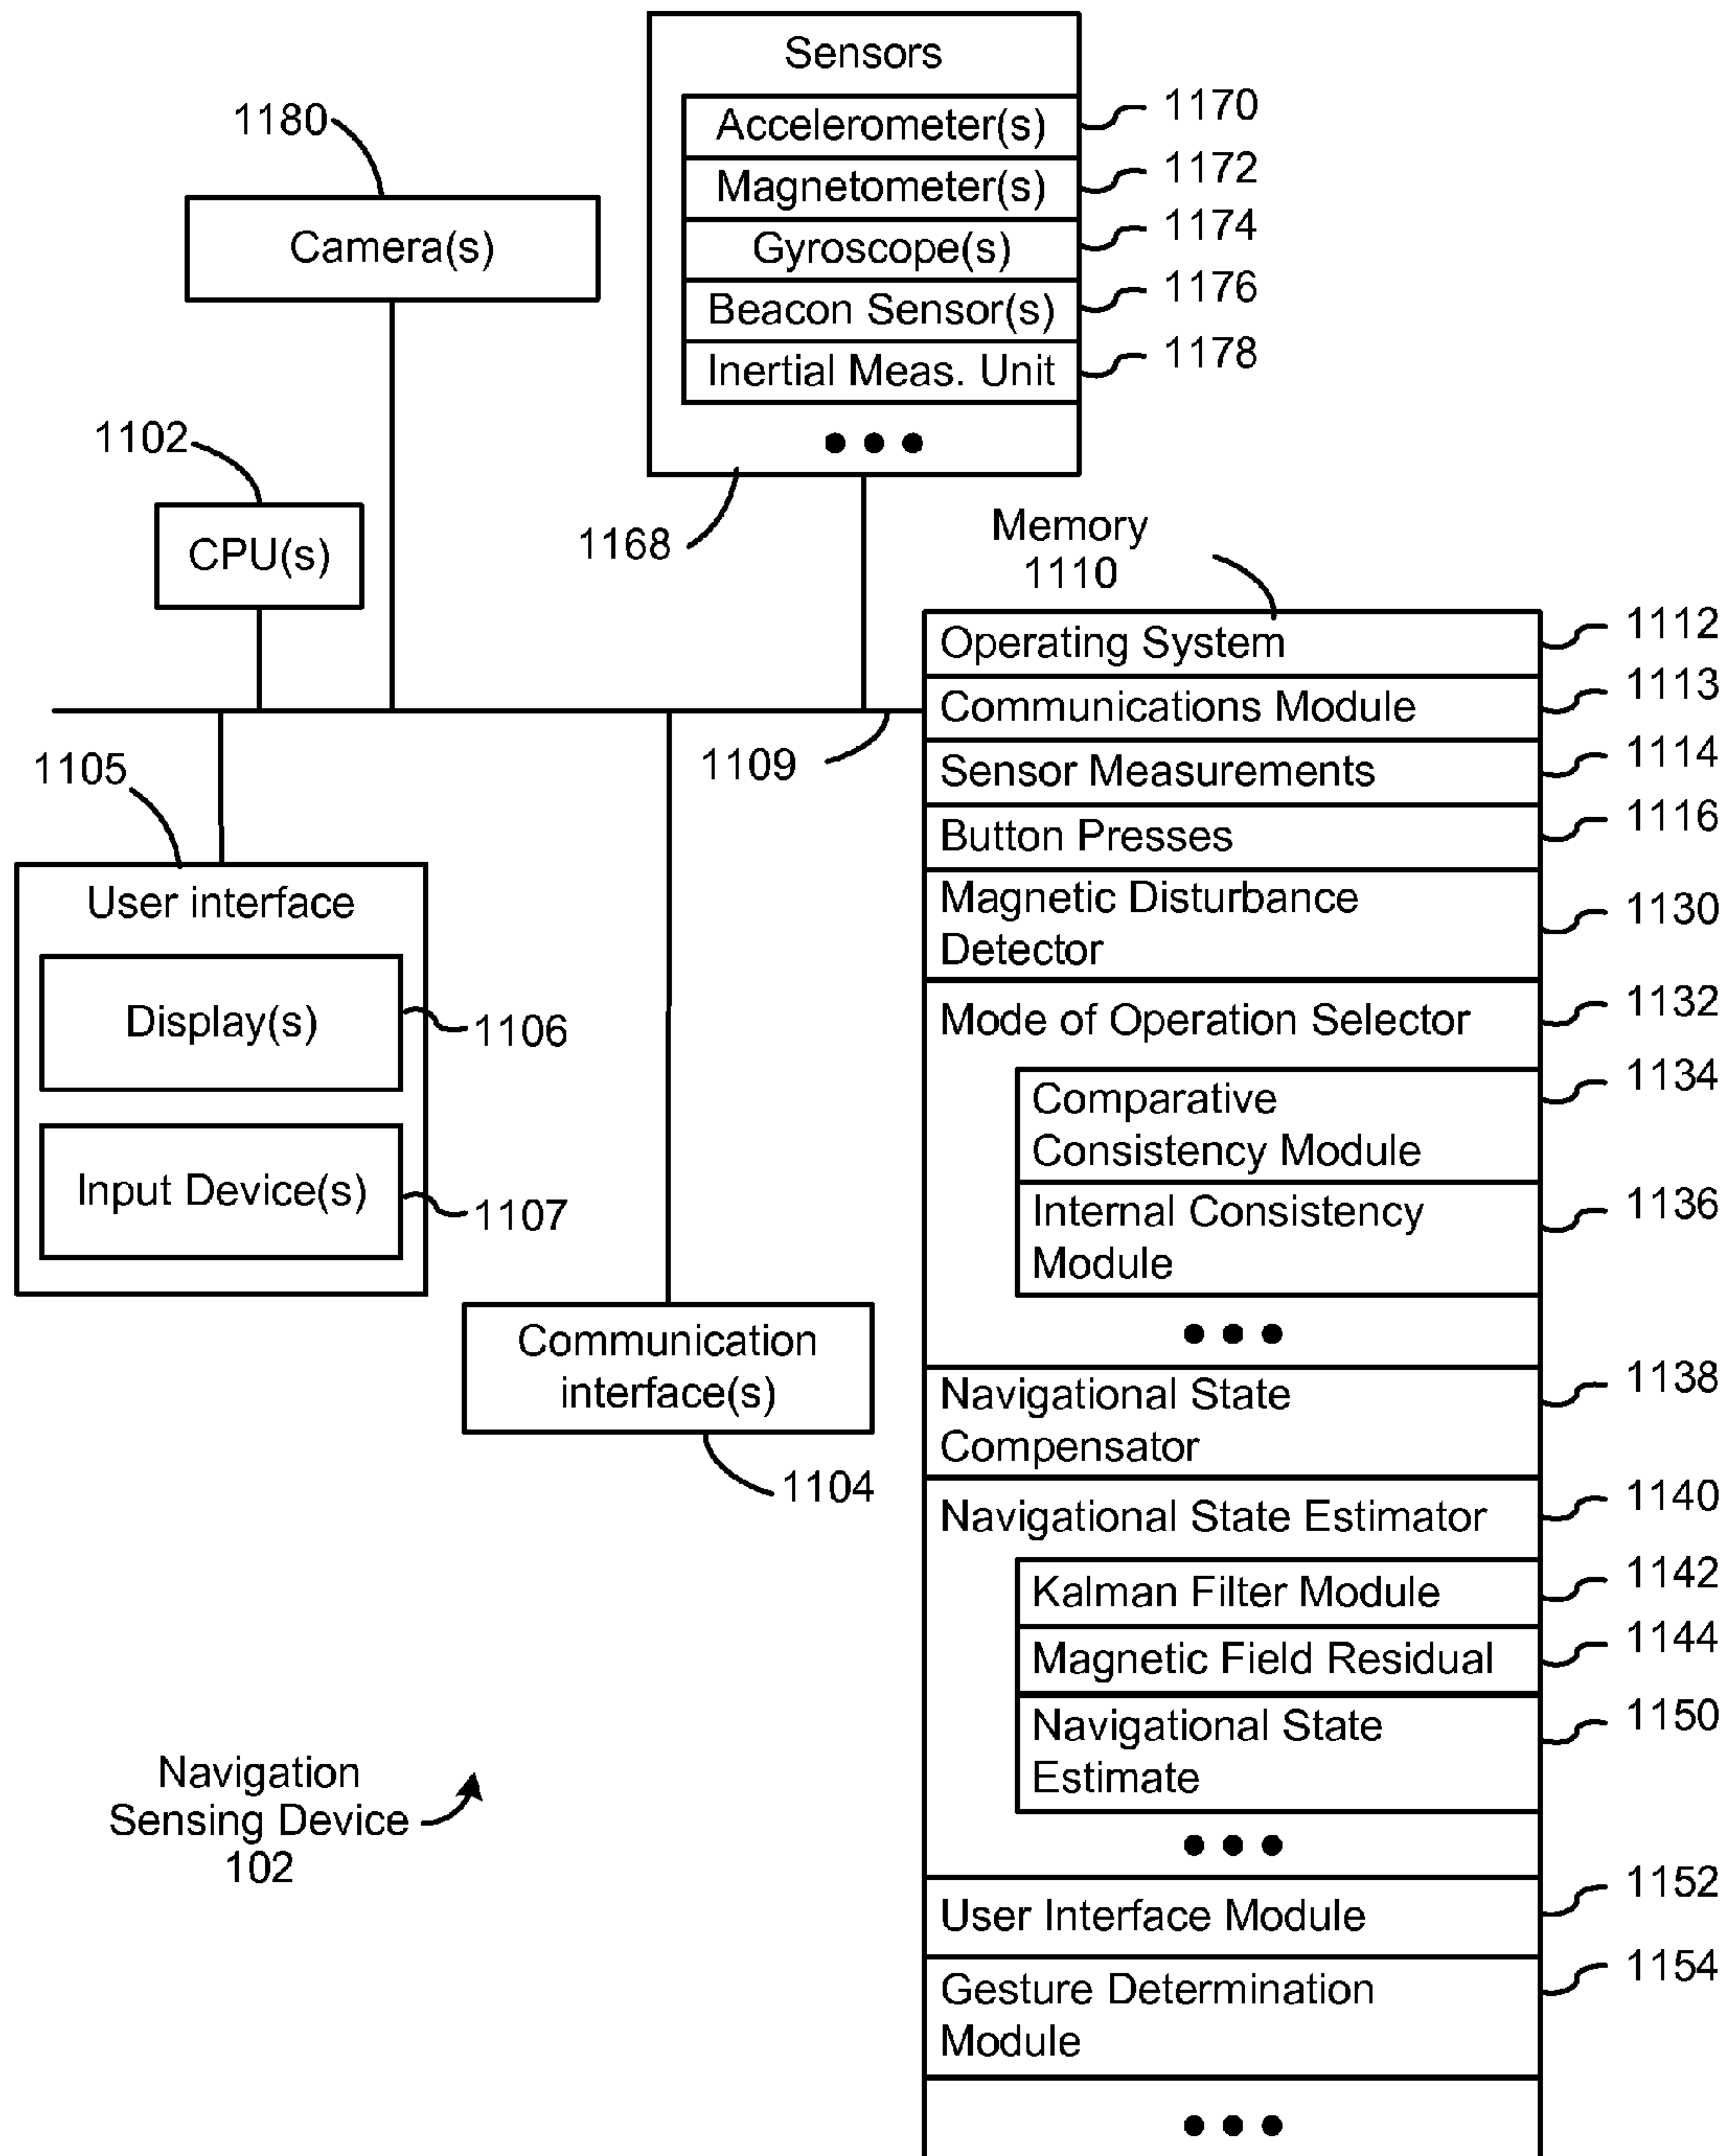 Sensors
Accelerometer(s)
1170
Magnetometer(s)
1172
Gyroscope(s)
1174
Beacon Sensor(s)
1176
Inertial Meas. Unit
1178
● ● ●
1168
1180
Camera(s)
1102
CPU(s)
1109
1105
User interface
Display(s)
1106
Input Device(s)
1107
Communication
interface(s)
1104
Memory
1110
Operating System
1112
Communications Module
1113
Sensor Measurements
1114
Button Presses
1116
Magnetic Disturbance
Detector
1130
Mode of Operation Selector
1132
Comparative
Consistency Module
1134
Internal Consistency
Module
1136
● ● ●
Navigational State
Compensator
1138
Navigational State Estimator
1140
Kalman Filter Module
1142
Magnetic Field Residual
1144
Navigational State
Estimate
1150
● ● ●
User Interface Module
1152
Gesture Determination
Module
1154
● ● ●
Navigation
Sensing Device
102